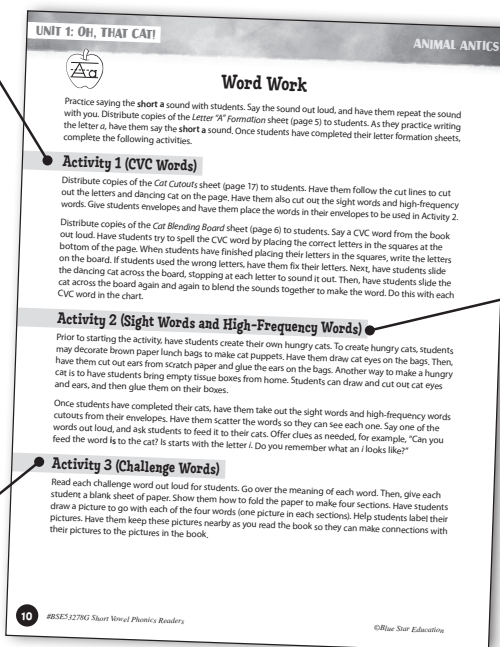 UNIT 1: OH, THAT CAT!
ANIMAL ANTICS
Aa
Word Work
Practice saying the short a sound with students. Say the sound out loud, and have them repeat the sound
with you. Distribute copies of the Letter "A" Formation sheet (page 5) to students. As they practice writing
the letter a, have them say the short a sound. Once students have completed their letter formation sheets,
complete the following activities.
Activity 1 (CVC Words)
Distribute copies of the Cat Cutouts sheet (page 17) to students. Have them follow the cut lines to cut
out the letters and dancing cat on the page. Have them also cut out the sight words and high-frequency
words. Give students envelopes and have them place the words in their envelopes to be used in Activity 2.
Distribute copies of the Cat Blending Board sheet (page 6) to students. Say a CVC word from the book
out loud. Have students try to spell the CVC word by placing the correct letters in the squares at the
bottom of the page. When students have finished placing their letters in the squares, write the letters
on the board. If students used the wrong letters, have them fix their letters. Next, have students slide
the dancing cat across the board, stopping at each letter to sound it out. Then, have students slide the
cat across the board again and again to blend the sounds together to make the word. Do this with each
CVC word in the chart.
Activity 2 (Sight Words and High-Frequency Words)
Prior to starting the activity, have students create their own hungry cats. To create hungry cats, students
may decorate brown paper lunch bags to make cat puppets. Have them draw cat eyes on the bags. Then,
have them cut out ears from scratch paper and glue the ears on the bags. Another way to make a hungry
cat is to have students bring empty tissue boxes from home. Students can draw and cut out cat eyes
and ears, and then glue them on their boxes.
Once students have completed their cats, have them take out the sight words and high-frequency words
cutouts from their envelopes. Have them scatter the words so they can see each one. Say one of the
words out loud, and ask students to feed it to their cats. Offer clues as needed, for example, "Can you
feed the word is to the cat? Is starts with the letter i. Do you remember what an i looks like?"
Activity 3 (Challenge Words)
Read each challenge word out loud for students. Go over the meaning of each word. Then, give each
student a blank sheet of paper. Show them how to fold the paper to make four sections. Have students
draw a picture to go with each of the four words (one picture in each sections). Help students label their
pictures. Have them keep these pictures nearby as you read the book so they can make connections with
their pictures to the pictures in the book.
10 #BSE53278G Short Vowel Phonics Readers
©Blue Star Education